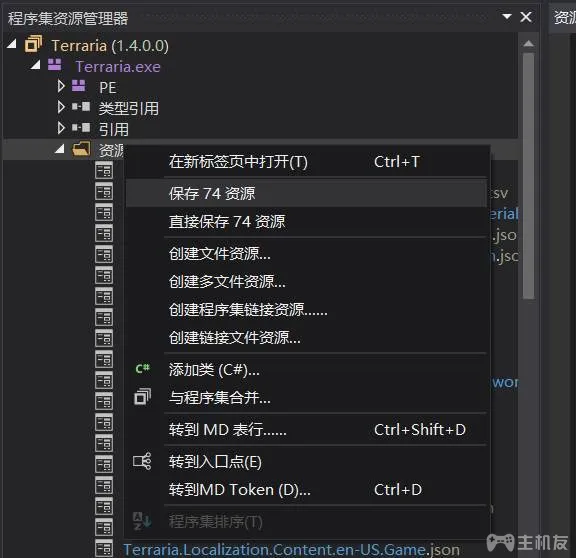 程序集资源管理器
资源
Terraria (1.4.0.0)
Terraria.exe
PE
类型引用
引用
资源
在新标签页中打开(T) Ctrl+T
保存 74 资源
tsv
直接保存 74 资源
.json
创建文件资源...
n.json
创建多文件资源...
创建程序集链接资源......
创建链接文件资源...
添加类 (C#)...
与程序集合并...
转到 MD 表行...... Ctrl+Shift+D
转到入口点(E)
转到MD Token (D)... Ctrl+D
程序集排序(T)
Terraria.Localization.Content.en-US.Game.json
主机友